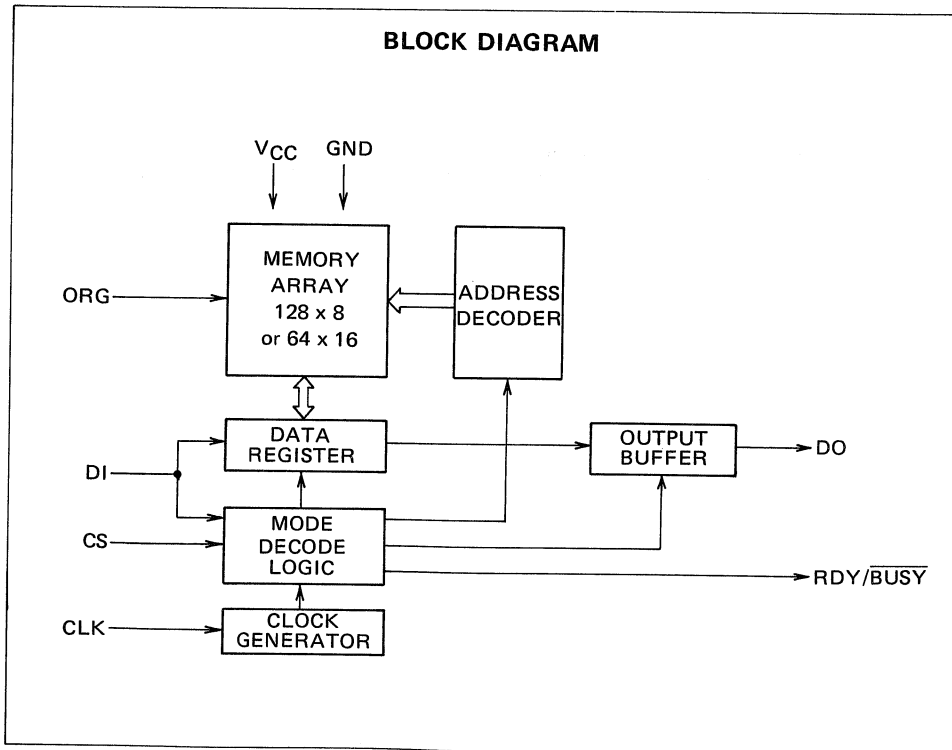 BLOCK DIAGRAM
VCC GND
MEMORY
ARRAY
128 x 8
or 64 x 16
ADDRESS
DECODER
ORG
DATA
REGISTER
OUTPUT
BUFFER
DO
DI
MODE
DECODE
LOGIC
CS
RDY/B̅U̅S̅Y̅
CLK
CLOCK
GENERATOR